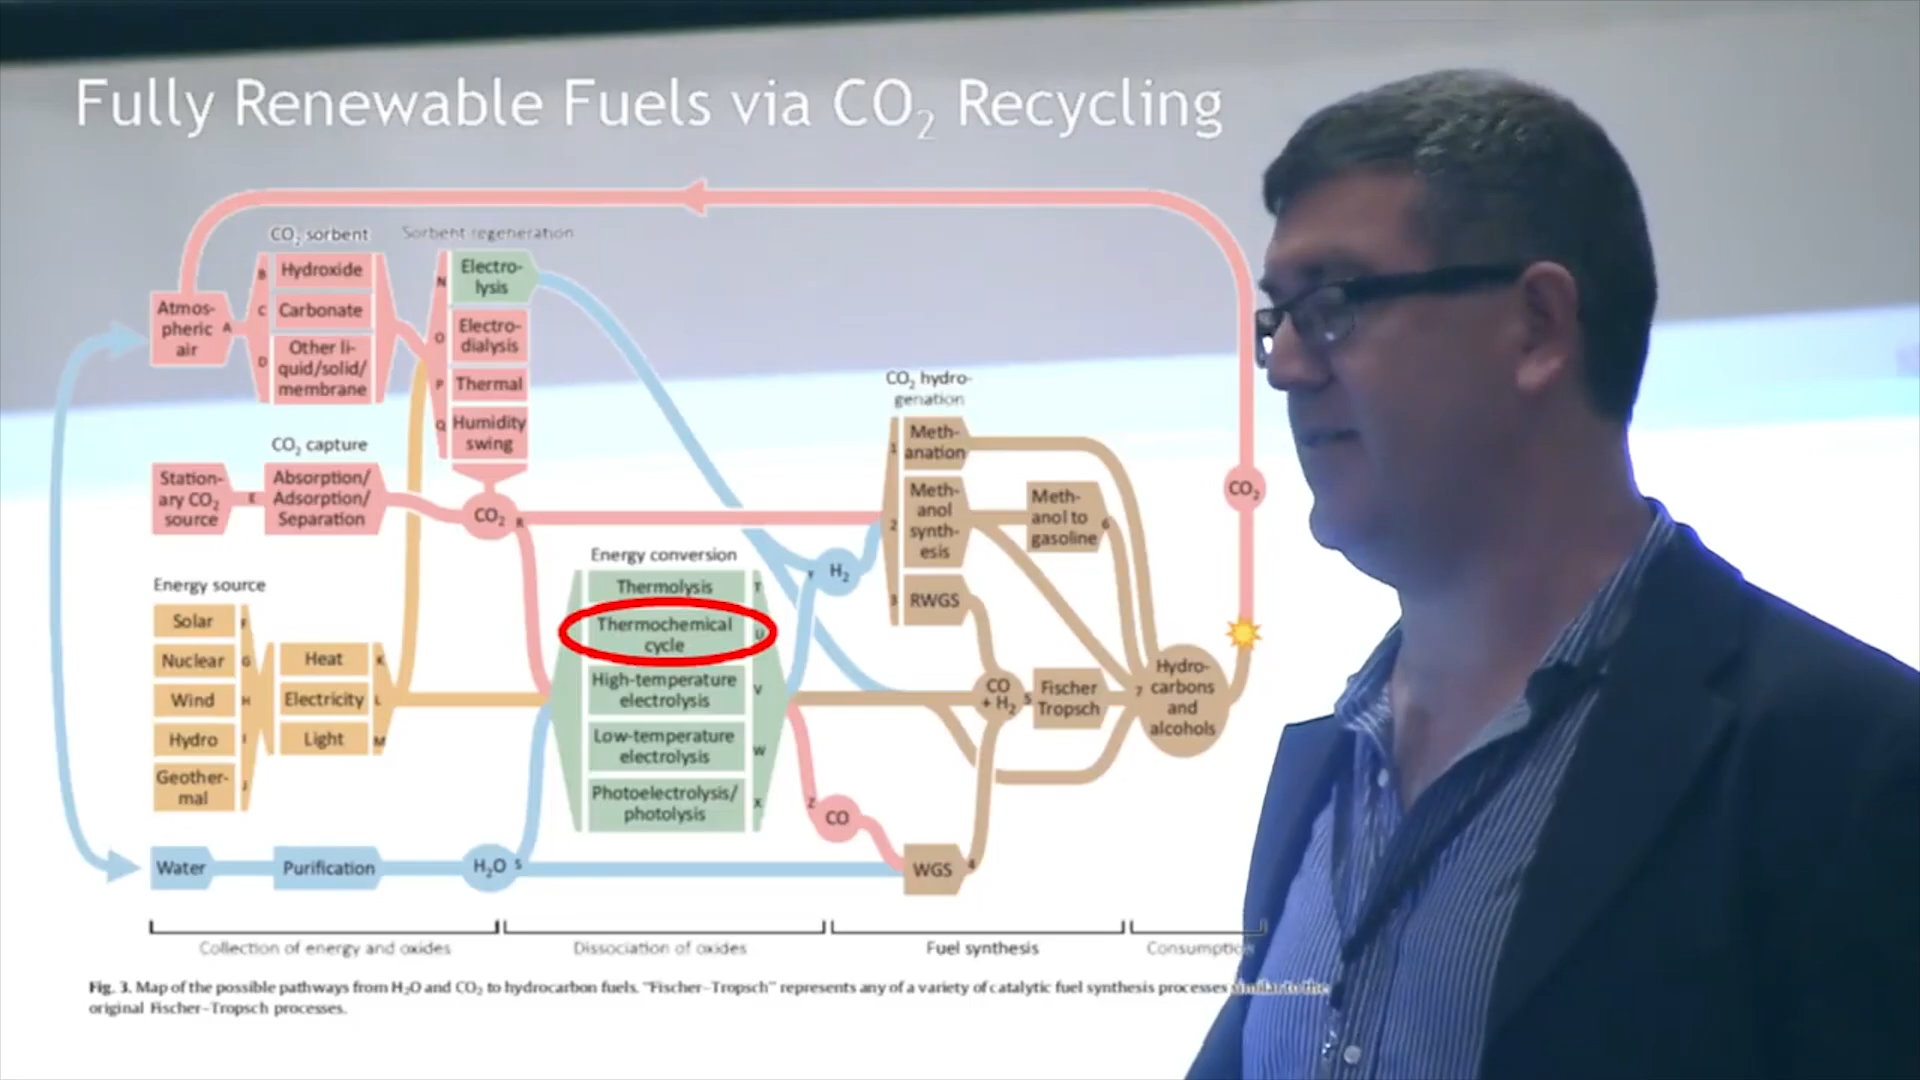 Fully Renewable Fuels via CO₂ Recycling
CO₂ sorbent
Sorbent regeneration
Atmos-
pheric
air
A
B
Hydroxide
C
Carbonate
D
Other li-
quid/solid/
membrane
N
Electro-
lysis
O
Electro-
dialysis
P
Thermal
Q
Humidity
swing
CO₂ capture
Station-
ary CO₂
source
E
Absorption/
Adsorption/
Separation
CO₂
R
Energy source
Solar
F
Nuclear
G
Wind
H
Hydro
I
Geother-
mal
J
Heat
K
Electricity
L
Light
M
Water
Purification
H₂O
S
Energy conversion
Thermolysis
T
Thermochemical
cycle
U
High-temperature
electrolysis
V
Low-temperature
electrolysis
W
Photoelectrolysis/
photolysis
X
Y
H₂
Z
CO
CO₂ hydro-
genation
1
Meth-
anation
2
Meth-
anol
synth-
esis
3
RWGS
Meth-
anol to
gasoline
6
CO
+ H₂
5
Fischer
Tropsch
7
Hydro-
carbons
and
alcohols
WGS
4
CO₂
Collection of energy and oxides
Dissociation of oxides
Fuel synthesis
Consumption
Fig. 3. Map of the possible pathways from H₂O and CO₂ to hydrocarbon fuels. "Fischer–Tropsch" represents any of a variety of catalytic fuel synthesis processes similar to the
original Fischer–Tropsch processes.